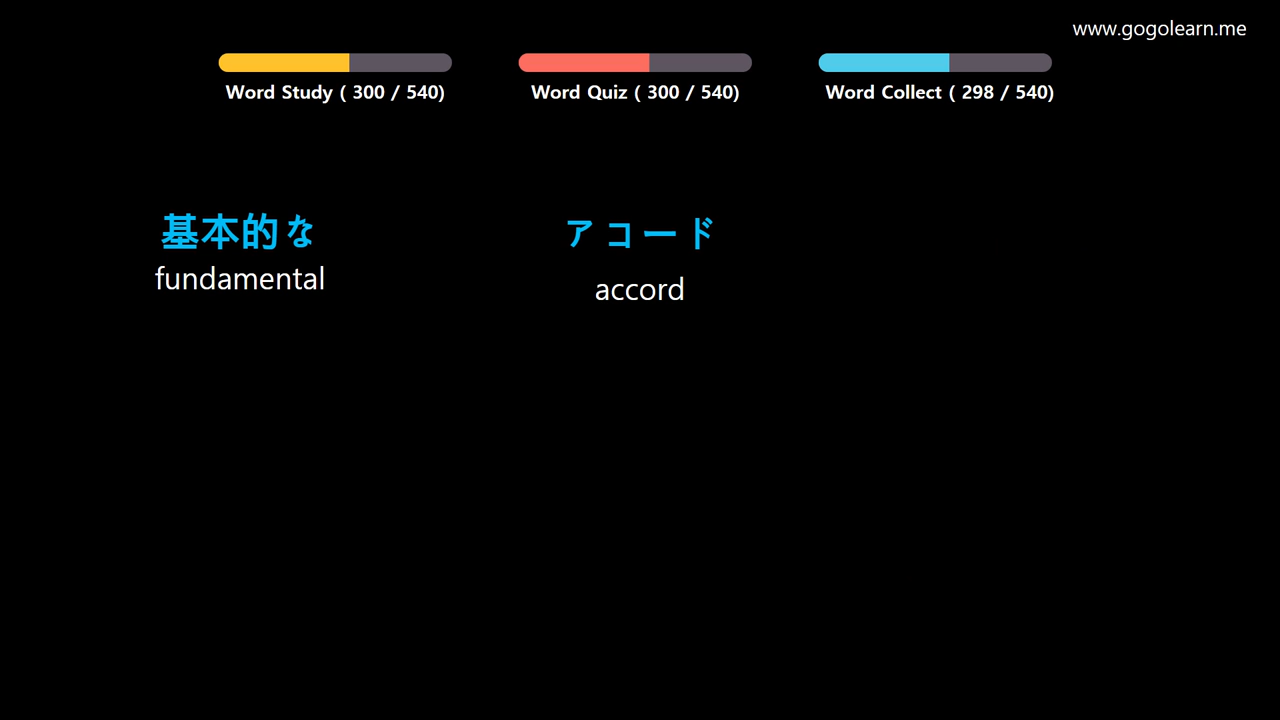 www.gogolearn.me
Word Study ( 300 / 540)
Word Quiz ( 300 / 540)
Word Collect ( 298 / 540)
基本的な
fundamental
アコード
accord